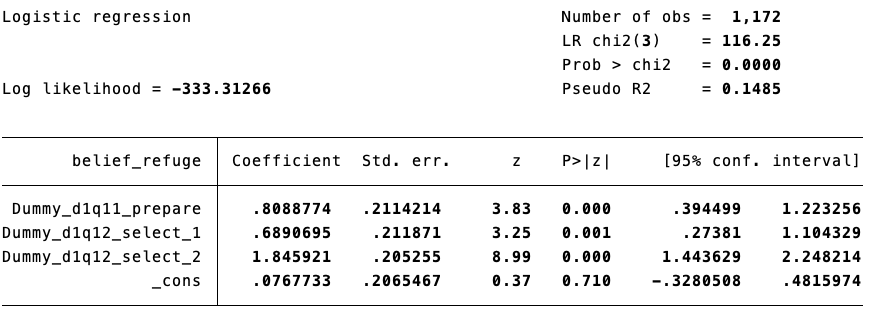 Logistic regression Number of obs = 1,172
LR chi2(3) = 116.25
Prob > chi2 = 0.0000
Log likelihood = -333.31266 Pseudo R2 = 0.1485
belief_refuge Coefficient Std. err. z P>|z| [95% conf. interval]
Dummy_d1q11_prepare .8088774 .2114214 3.83 0.000 .394499 1.223256
Dummy_d1q12_select_1 .6890695 .211871 3.25 0.001 .27381 1.104329
Dummy_d1q12_select_2 1.845921 .205255 8.99 0.000 1.443629 2.248214
_cons .0767733 .2065467 0.37 0.710 -.3280508 .4815974